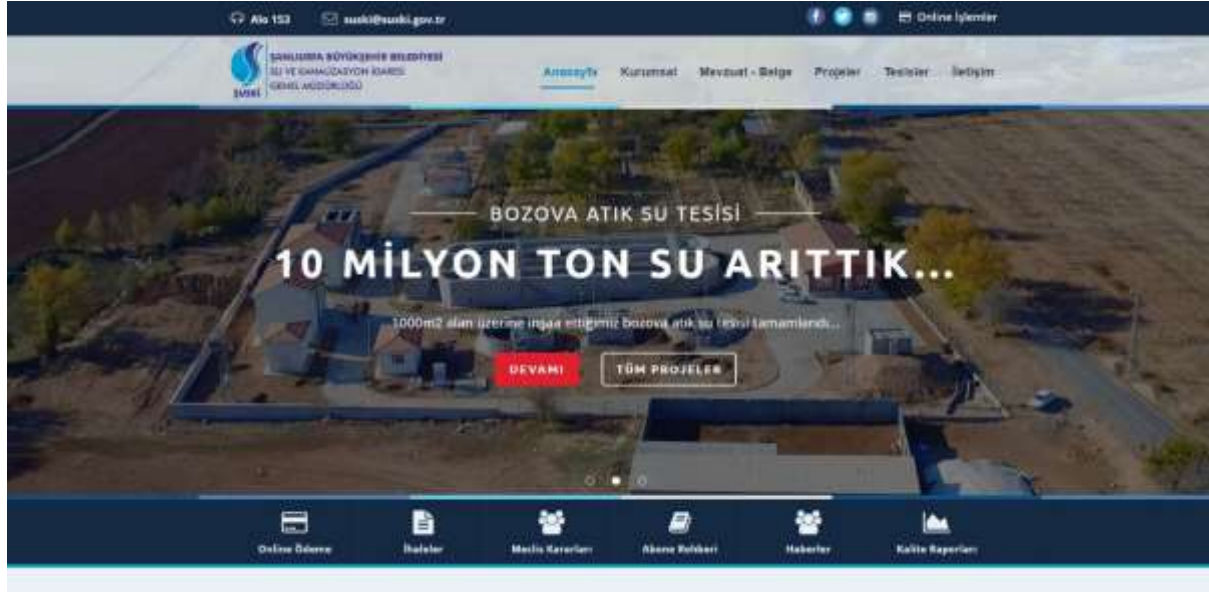 Alo 153
suski@suski.gov.tr
Online İşlemler
ŞANLIURFA BÜYÜKŞEHİR BELEDİYESİ
SU VE KANALİZASYON İDARESİ
GENEL MÜDÜRLÜĞÜ
ŞUSKİ
Anasayfa
Kurumsal
Mevzuat - Belge
Projeler
Tesisler
İletişim
BOZOVA ATIK SU TESİSİ
10 MİLYON TON SU ARITTIK...
1000m2 alan üzerine inşaa ettiğimiz bozova atık su tesisi tamamlandı...
DEVAMI
TÜM PROJELER
Online Ödeme
İhaleler
Meclis Kararları
Abone Rehberi
Haberler
Kalite Raporları